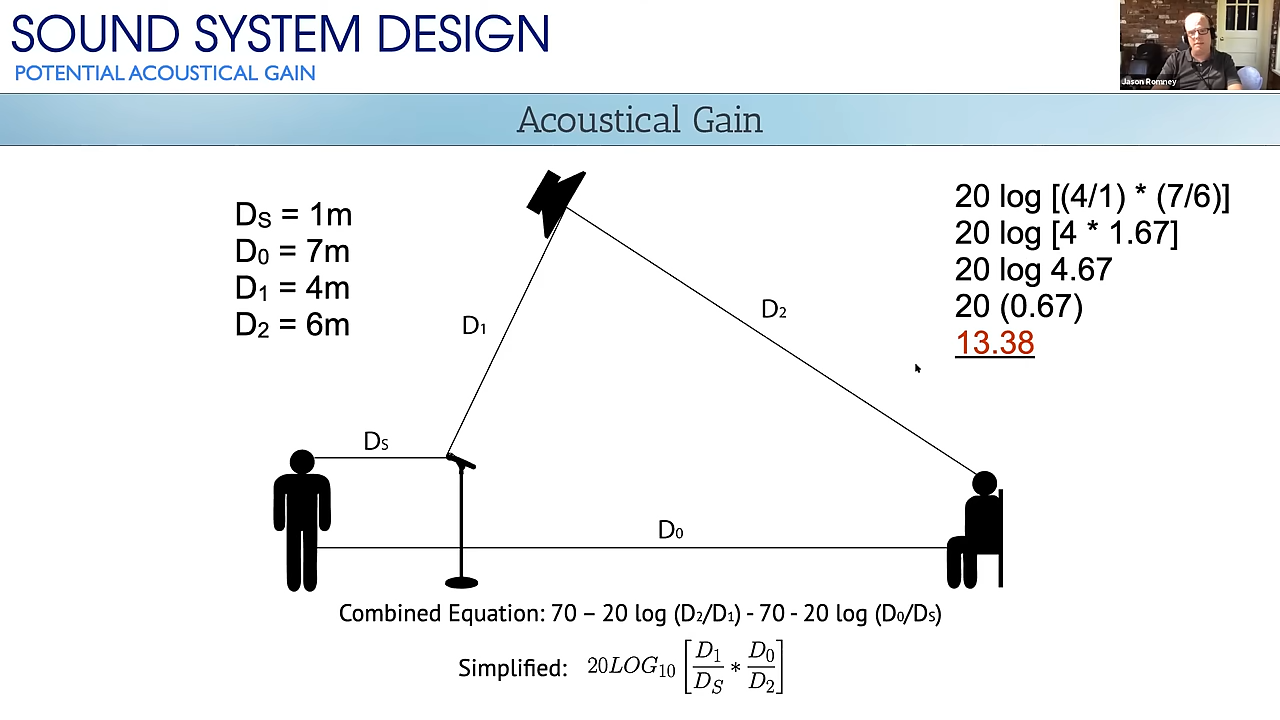 SOUND SYSTEM DESIGN
POTENTIAL ACOUSTICAL GAIN
Jason Romney
Acoustical Gain
DS = 1m
D0 = 7m
D1 = 4m
D2 = 6m
20 log [(4/1) * (7/6)]
20 log [4 * 1.67]
20 log 4.67
20 (0.67)
13.38
D1
D2
DS
D0
Combined Equation: 70 – 20 log (D2/D1) - 70 - 20 log (D0/DS)
Simplified: 20LOG10 [D1/DS * D0/D2]